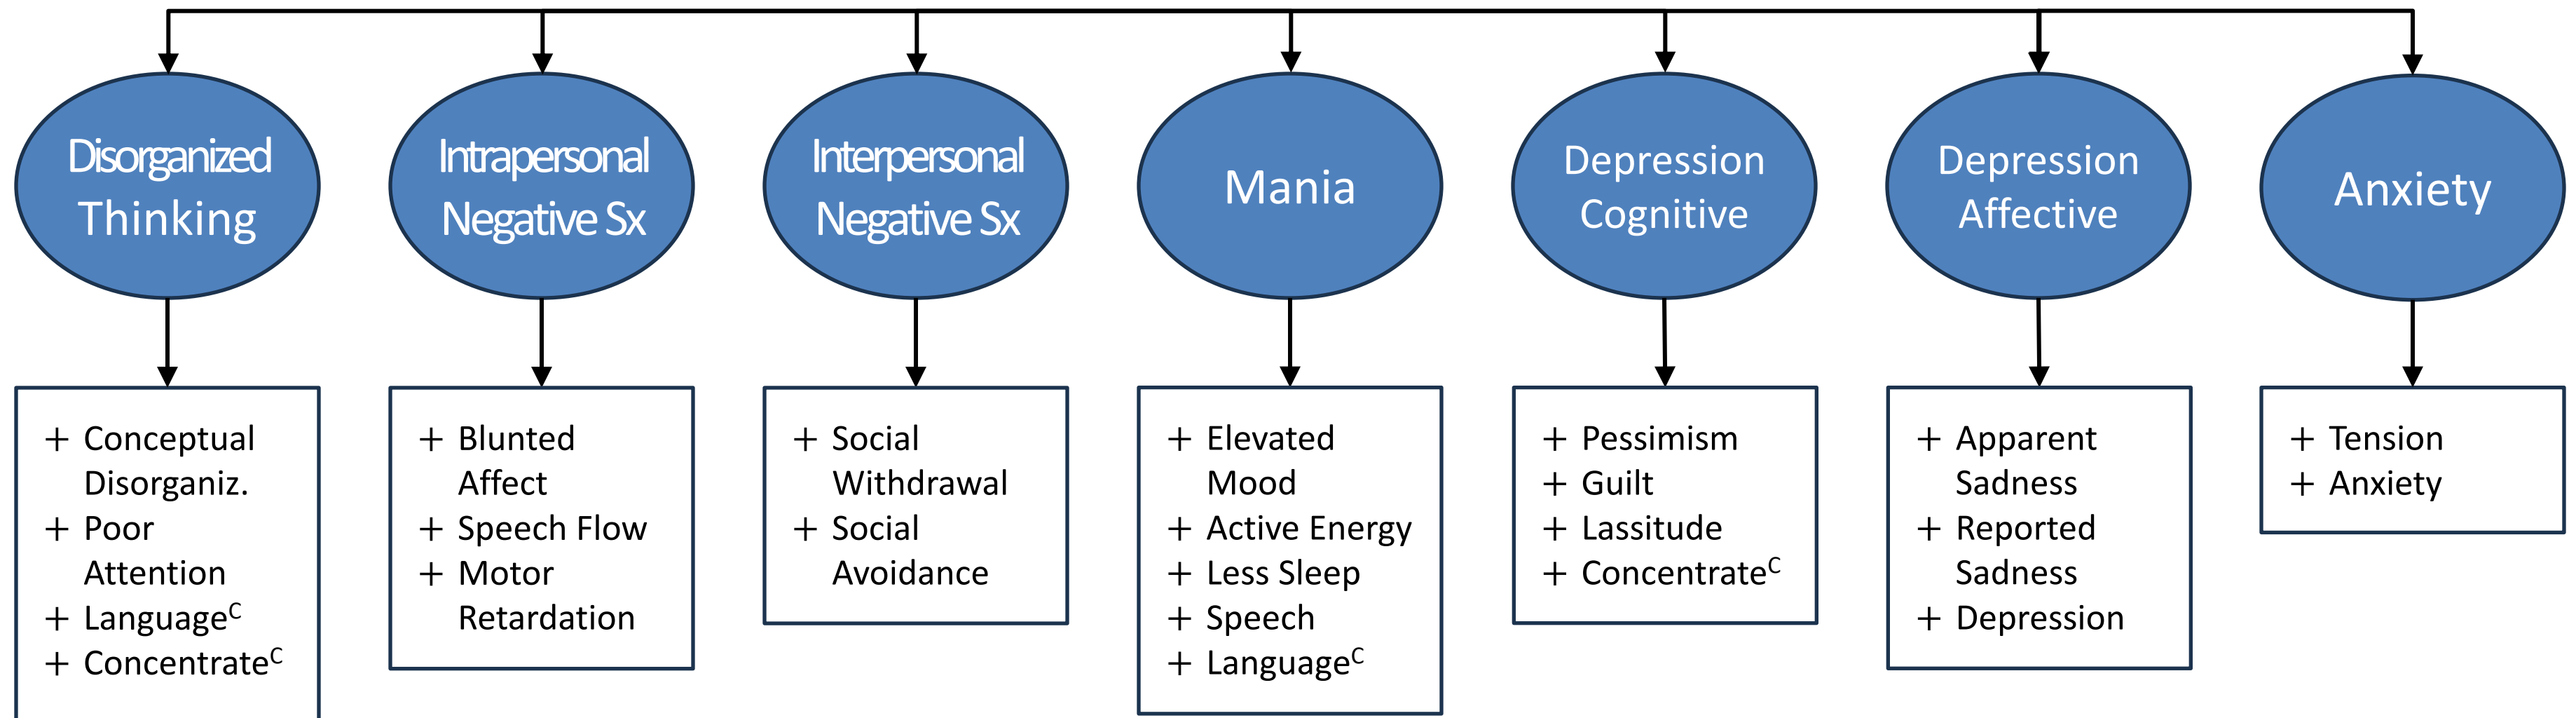 Disorganized
Thinking
Intrapersonal
Negative Sx
Interpersonal
Negative Sx
Mania
Depression
Cognitive
Depression
Affective
Anxiety
+ Conceptual
Disorganiz.
+ Poor
Attention
+ Languageᶜ
+ Concentrateᶜ
+ Blunted
Affect
+ Speech Flow
+ Motor
Retardation
+ Social
Withdrawal
+ Social
Avoidance
+ Elevated
Mood
+ Active Energy
+ Less Sleep
+ Speech
+ Languageᶜ
+ Pessimism
+ Guilt
+ Lassitude
+ Concentrateᶜ
+ Apparent
Sadness
+ Reported
Sadness
+ Depression
+ Tension
+ Anxiety